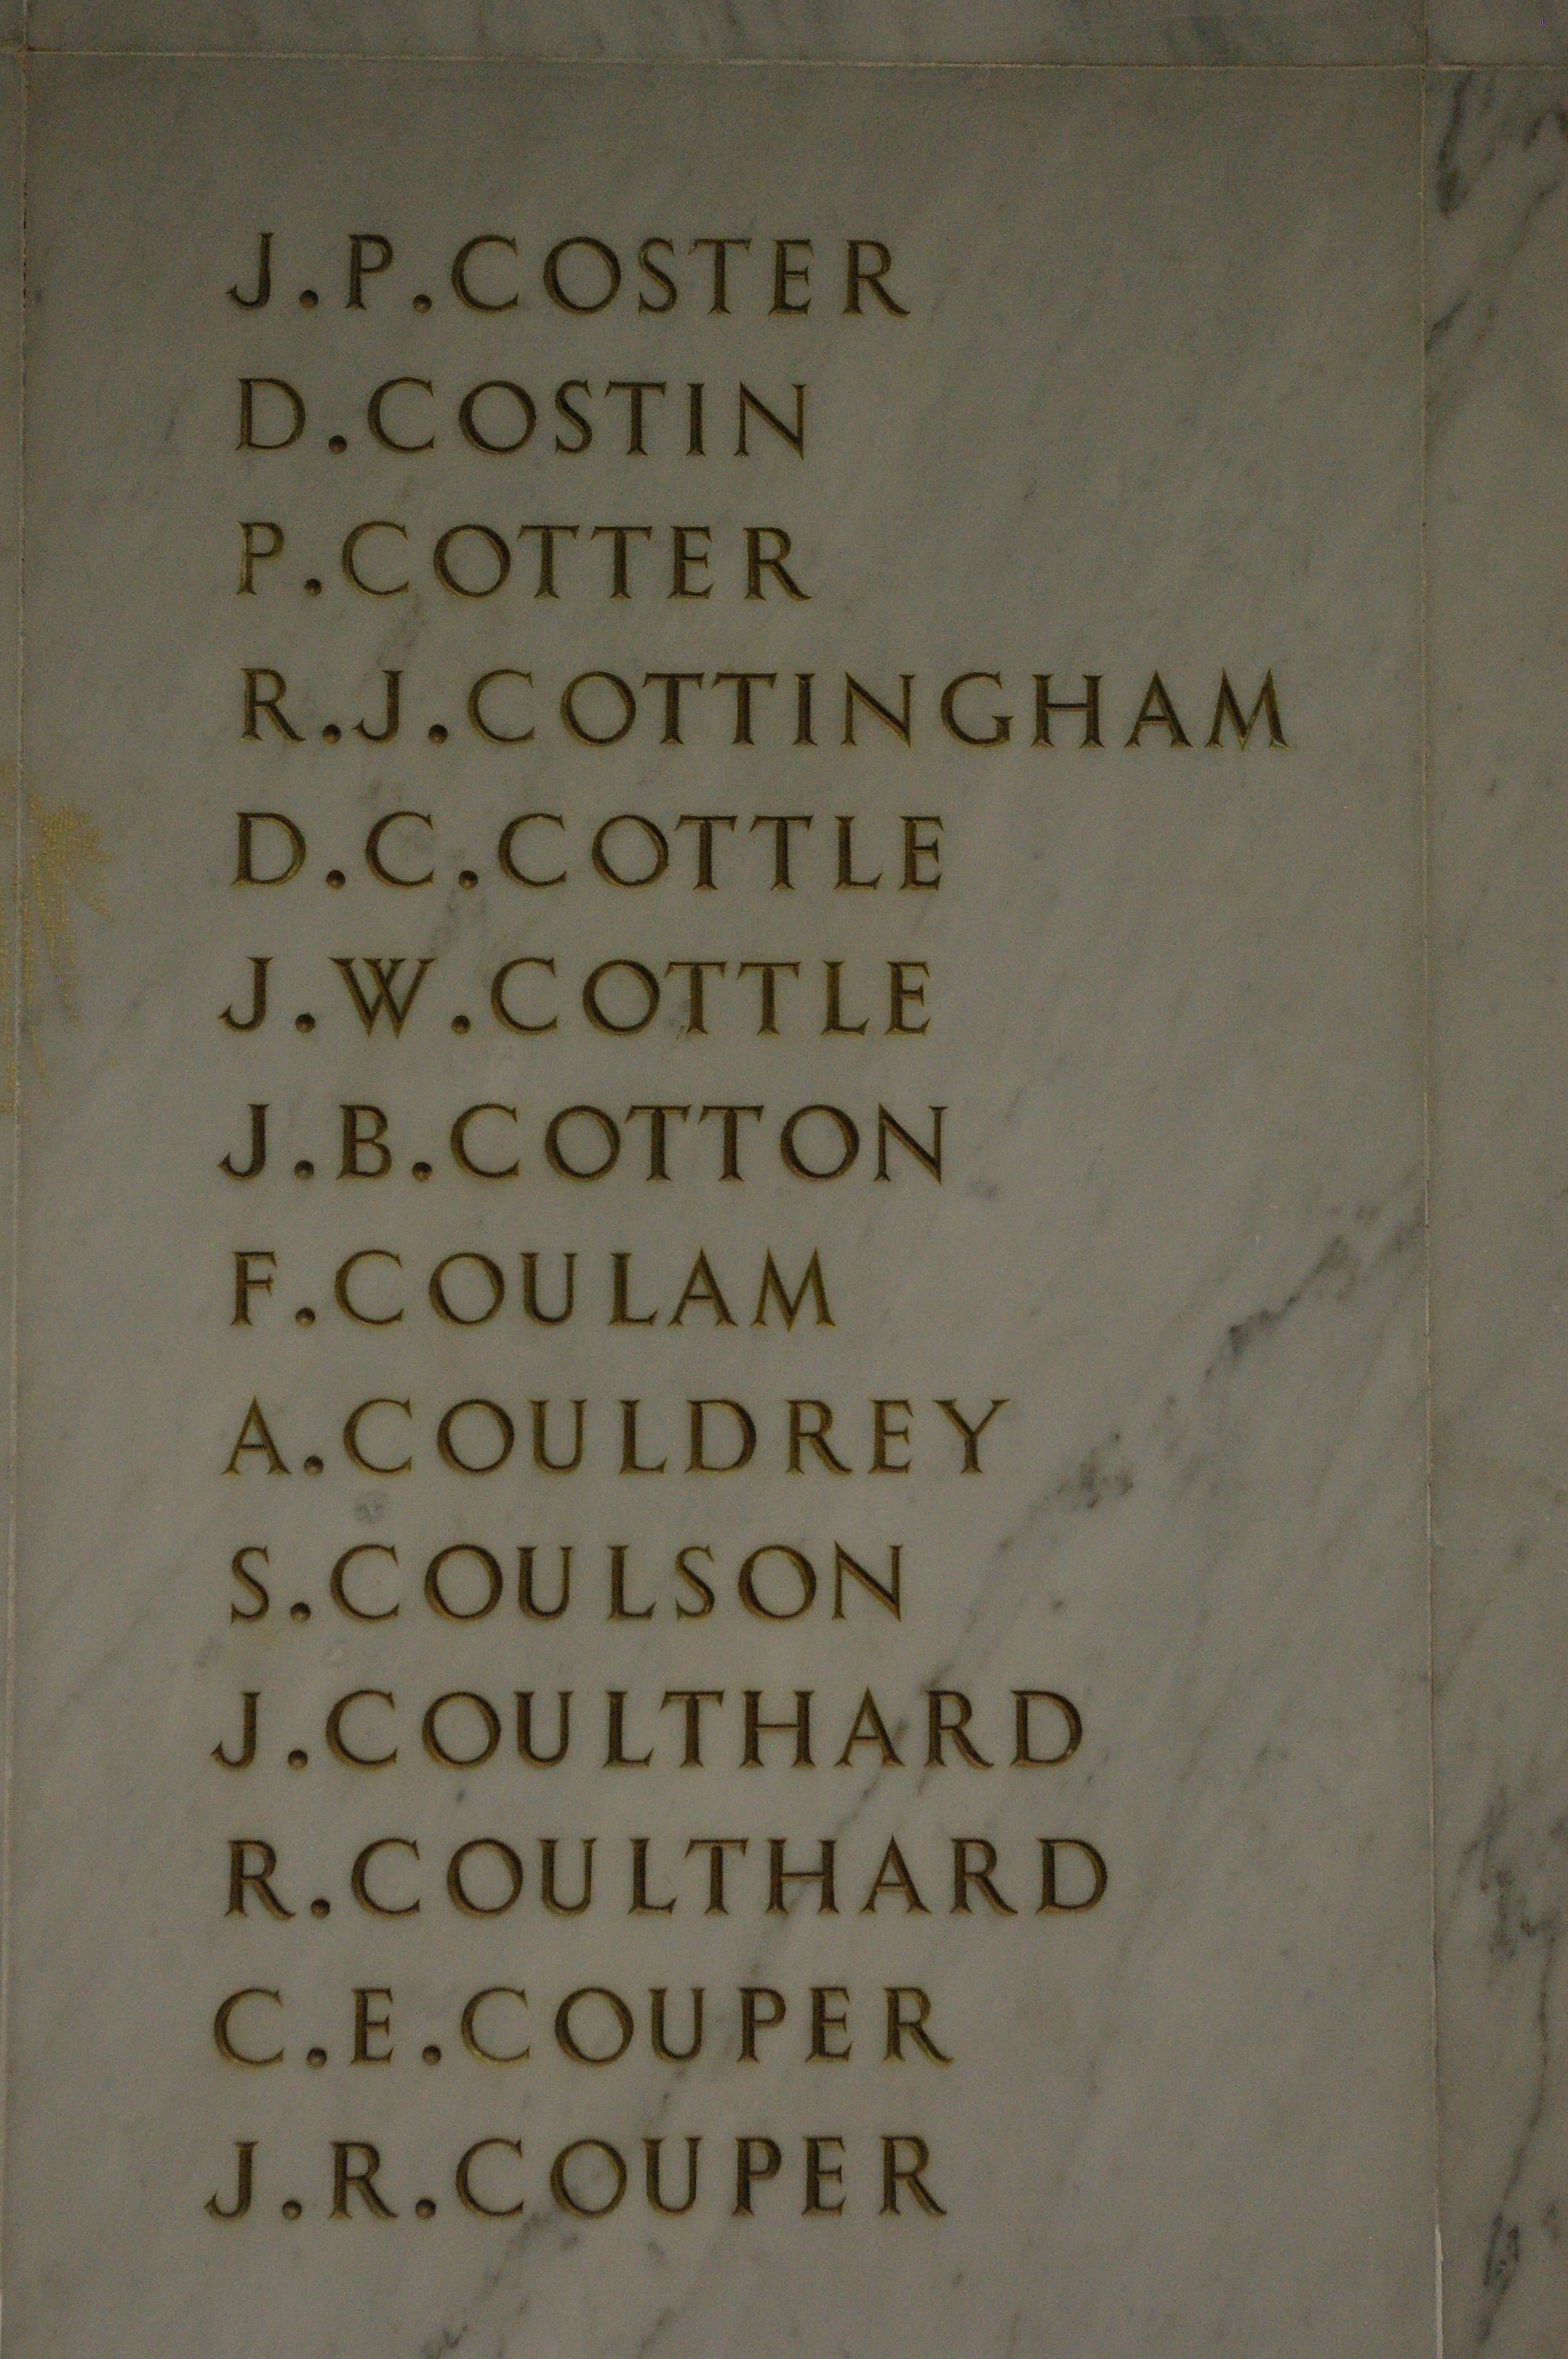 J.P.COSTER
D.COSTIN
P.COTTER
R.J.COTTINGHAM
D.C.COTTLE
J.W.COTTLE
J.B.COTTON
F.COULAM
A.COULDREY
S.COULSON
J.COULTHARD
R.COULTHARD
C.E.COUPER
J.R.COUPER